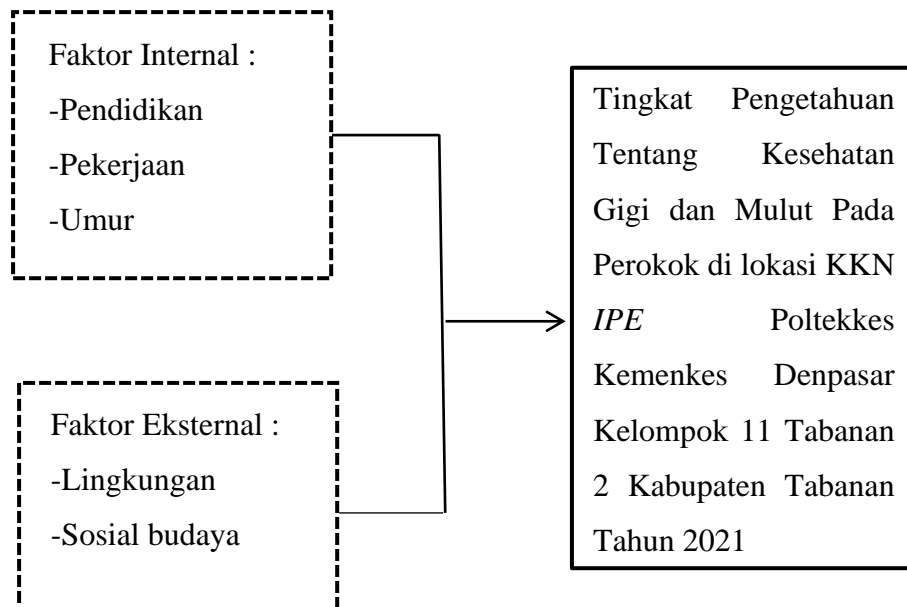 Faktor Internal :
-Pendidikan
-Pekerjaan
-Umur
Faktor Eksternal :
-Lingkungan
-Sosial budaya
Tingkat Pengetahuan
Tentang Kesehatan
Gigi dan Mulut Pada
Perokok di lokasi KKN
IPE Poltekkes
Kemenkes Denpasar
Kelompok 11 Tabanan
2 Kabupaten Tabanan
Tahun 2021